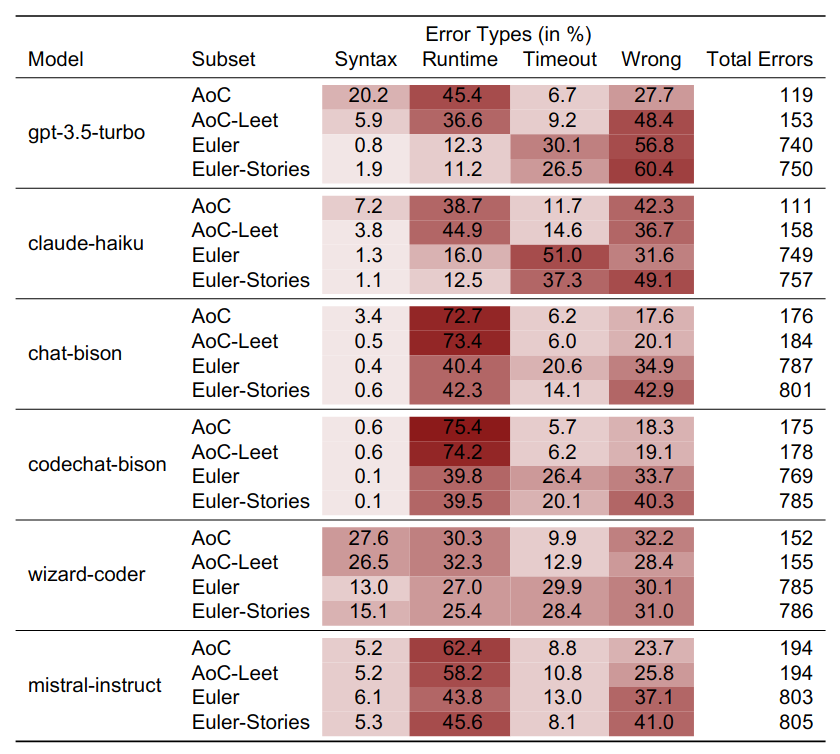 Error Types (in %)
Model Subset Syntax Runtime Timeout Wrong Total Errors
gpt-3.5-turbo
AoC 20.2 45.4 6.7 27.7 119
AoC-Leet 5.9 36.6 9.2 48.4 153
Euler 0.8 12.3 30.1 56.8 740
Euler-Stories 1.9 11.2 26.5 60.4 750
claude-haiku
AoC 7.2 38.7 11.7 42.3 111
AoC-Leet 3.8 44.9 14.6 36.7 158
Euler 1.3 16.0 51.0 31.6 749
Euler-Stories 1.1 12.5 37.3 49.1 757
chat-bison
AoC 3.4 72.7 6.2 17.6 176
AoC-Leet 0.5 73.4 6.0 20.1 184
Euler 0.4 40.4 20.6 34.9 787
Euler-Stories 0.6 42.3 14.1 42.9 801
codechat-bison
AoC 0.6 75.4 5.7 18.3 175
AoC-Leet 0.6 74.2 6.2 19.1 178
Euler 0.1 39.8 26.4 33.7 769
Euler-Stories 0.1 39.5 20.1 40.3 785
wizard-coder
AoC 27.6 30.3 9.9 32.2 152
AoC-Leet 26.5 32.3 12.9 28.4 155
Euler 13.0 27.0 29.9 30.1 785
Euler-Stories 15.1 25.4 28.4 31.0 786
mistral-instruct
AoC 5.2 62.4 8.8 23.7 194
AoC-Leet 5.2 58.2 10.8 25.8 194
Euler 6.1 43.8 13.0 37.1 803
Euler-Stories 5.3 45.6 8.1 41.0 805